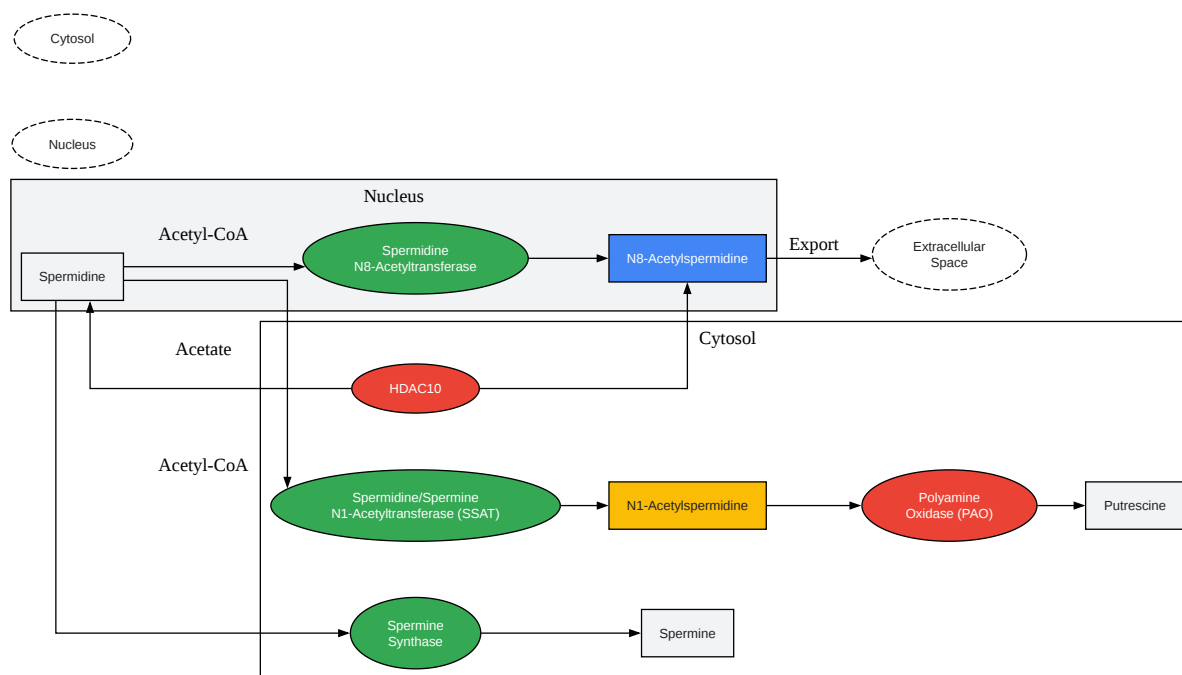 Cytosol
Nucleus
Nucleus
Acetyl-CoA
Spermidine
N8-Acetyltransferase
N8-Acetylspermidine
Export
Extracellular
Space
Spermidine
Acetate
Cytosol
HDAC10
Acetyl-CoA
Spermidine/Spermine
N1-Acetyltransferase (SSAT)
N1-Acetylspermidine
Polyamine
Oxidase (PAO)
Putrescine
Spermine
Synthase
Spermine